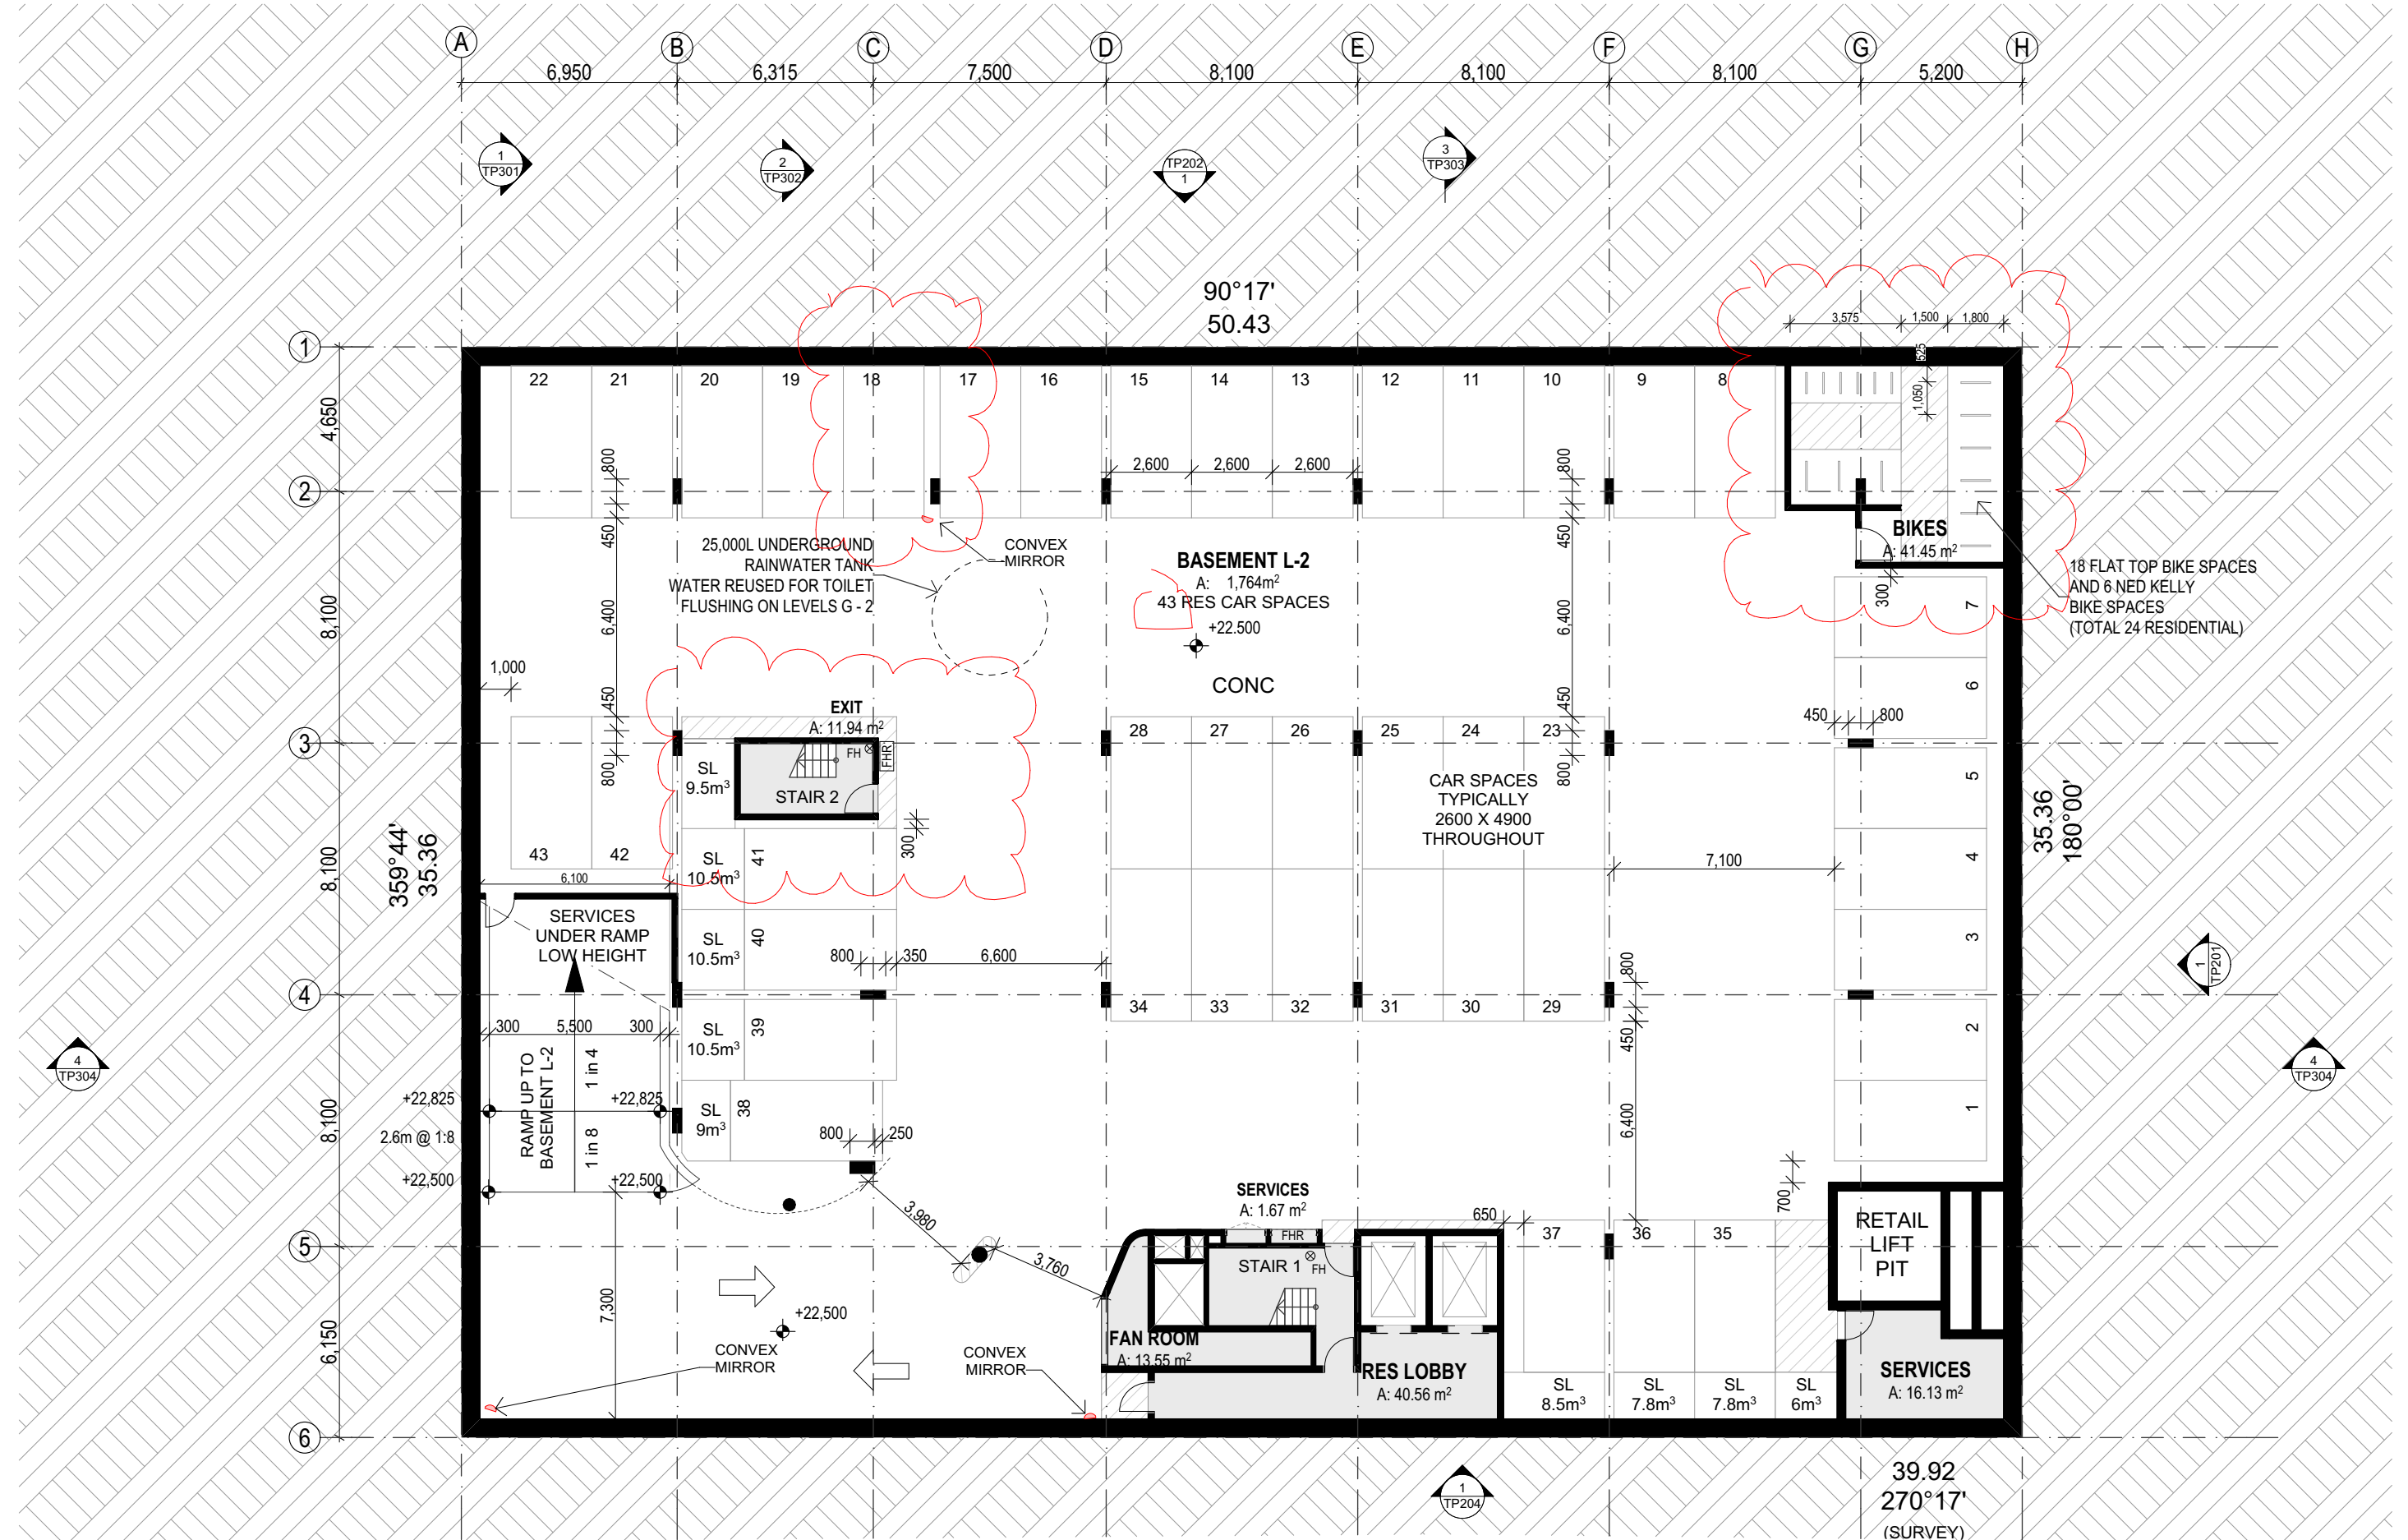 A B C D E F G H
6,950 6,315 7,500 8,100 8,100 8,100 5,200
1
TP301
2
TP302
TP202
1
3
TP303
90°17'
50.43
3,575 1,500 1,800
525
1,050
1
22 21 20 19 18 17 16 15 14 13 12 11 10 9 8
4,650
800
2,600 2,600 2,600
800
2
450
450
25,000L UNDERGROUND
RAINWATER TANK
WATER REUSED FOR TOILET
FLUSHING ON LEVELS G - 2
CONVEX
MIRROR
BASEMENT L-2
A: 1,764m²
43 RES CAR SPACES
+22.500
CONC
BIKES
A: 41.45 m²
18 FLAT TOP BIKE SPACES
AND 6 NED KELLY
BIKE SPACES
(TOTAL 24 RESIDENTIAL)
300
7
6
8,100
6,400
6,400
1,000
450
450
450 800
EXIT
A: 11.94 m²
FH
FHR
STAIR 2
3
28 27 26 25 24 23
800
800
SL
9.5m³
5
CAR SPACES
TYPICALLY
2600 X 4900
THROUGHOUT
359°44'
35.36
35.36
180°00'
8,100
43 42
SL
10.5m³
41
300
4
7,100
6,100
SERVICES
UNDER RAMP
LOW HEIGHT
SL
10.5m³
40
800 350 6,600
3
800
1
TP201
4
34 33 32 31 30 29
300 5,500 300
SL
10.5m³
39
2
450
4
TP304
4
TP304
RAMP UP TO
BASEMENT L-2
1 in 4
1 in 8
+22,825
+22,825
2.6m @ 1:8
+22,500
+22,500
8,100
SL
9m³
38
800 250
6,400
1
700
3,980
3,760
SERVICES
A: 1.67 m²
FHR
STAIR 1
FH
650
37 36 35
RETAIL
LIFT
PIT
5
7,300
+22,500
6,150
CONVEX
MIRROR
CONVEX
MIRROR
FAN ROOM
A: 13.55 m²
RES LOBBY
A: 40.56 m²
SL
8.5m³
SL
7.8m³
SL
7.8m³
SL
6m³
SERVICES
A: 16.13 m²
6
1
TP204
39.92
270°17'
(SURVEY)